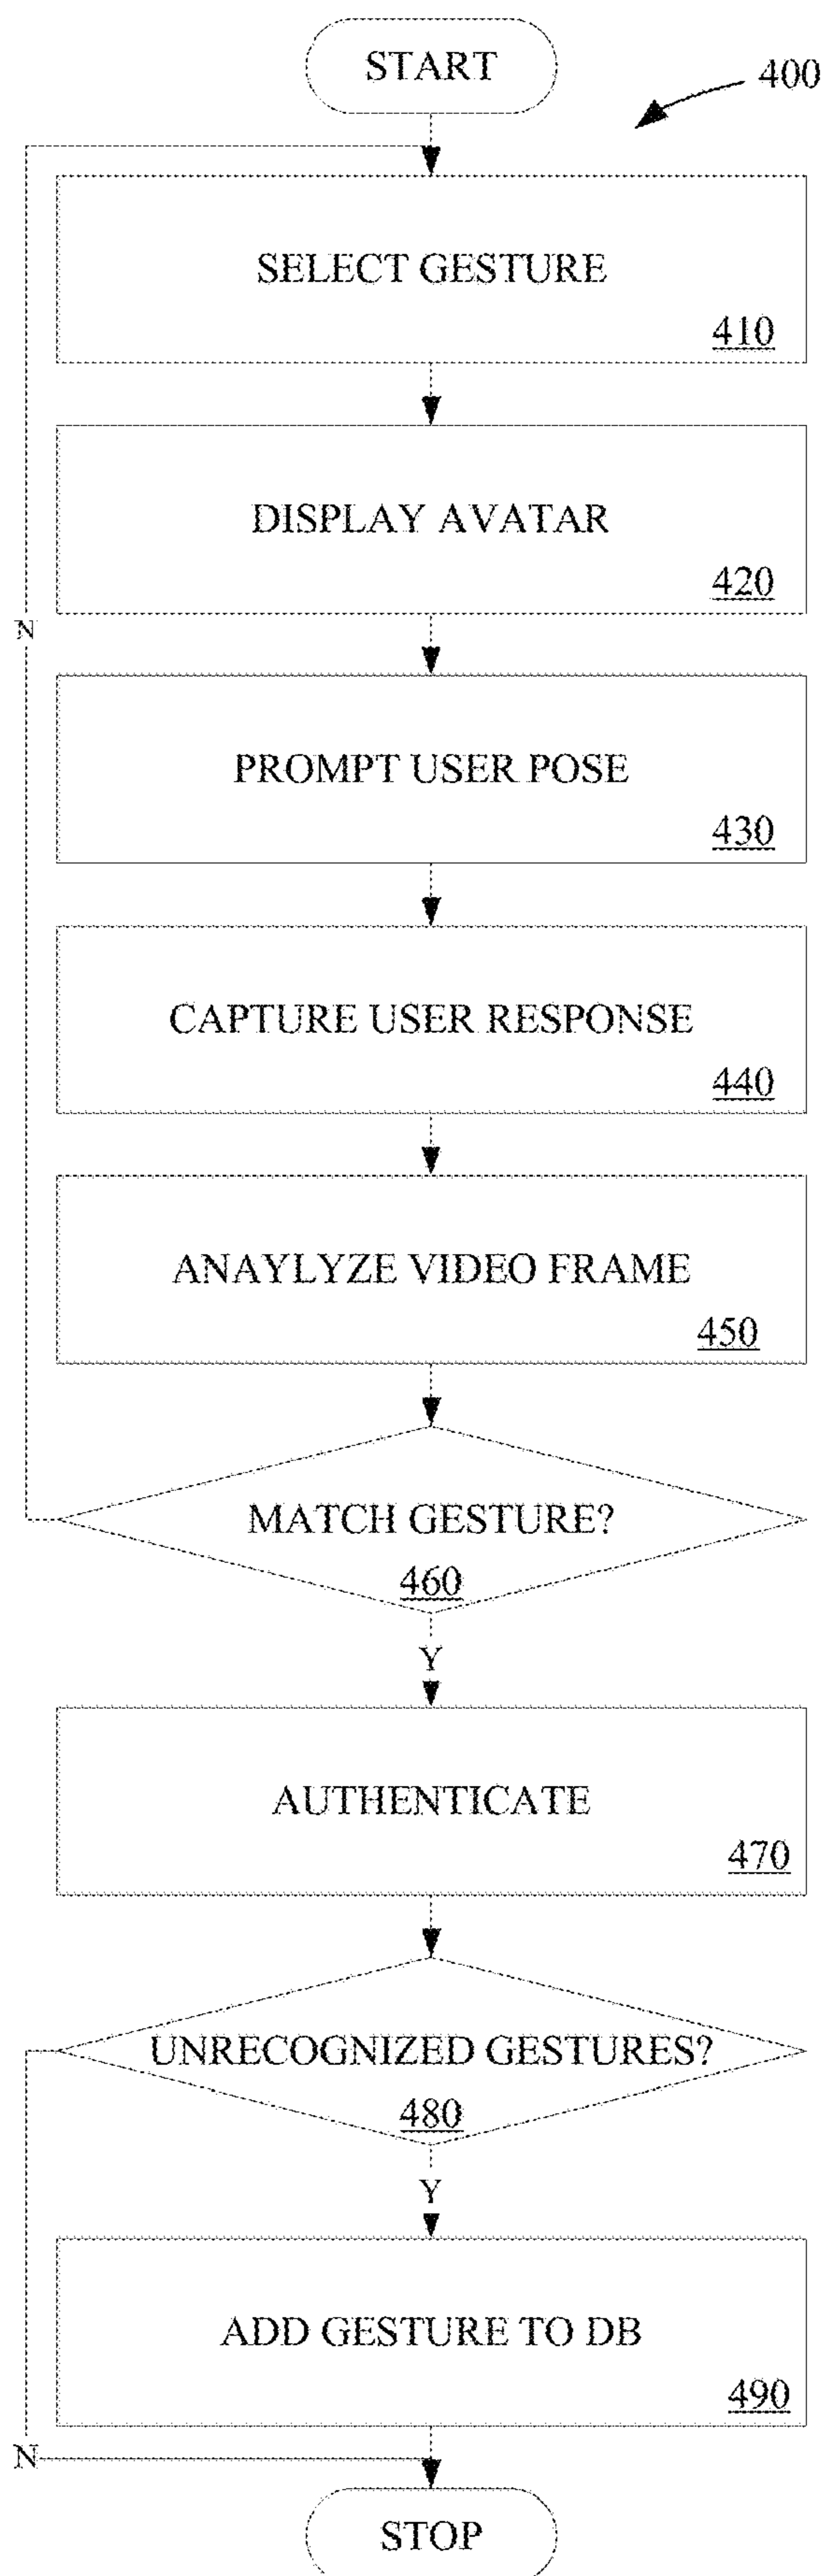 START
400
SELECT GESTURE
410
DISPLAY AVATAR
420
N
PROMPT USER POSE
430
CAPTURE USER RESPONSE
440
ANAYLYZE VIDEO FRAME
450
MATCH GESTURE?
460
Y
AUTHENTICATE
470
UNRECOGNIZED GESTURES?
480
Y
ADD GESTURE TO DB
490
N
STOP